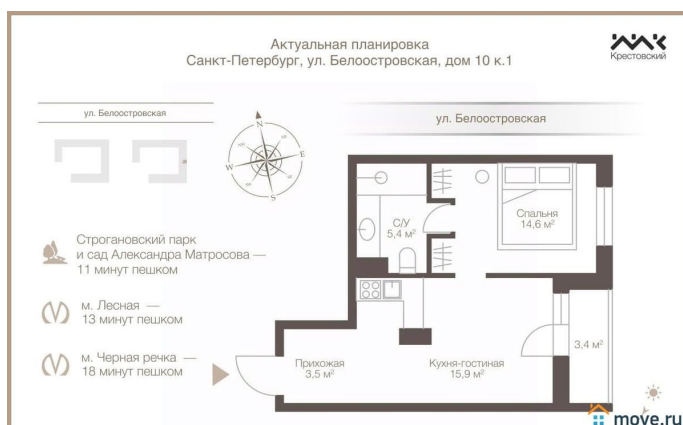 Актуальная планировка
Санкт-Петербург, ул. Белоостровская, дом 10 к.1
Крестовский
ул. Белоостровская
ул. Белоостровская
N
E
S
W
Строгановский парк
и сад Александра Матросова —
11 минут пешком
м. Лесная —
13 минут пешком
м. Черная речка —
18 минут пешком
С/У
5,4 м²
Спальня
14,6 м²
Прихожая
3,5 м²
Кухня-гостиная
15,9 м²
3,4 м²
move.ru